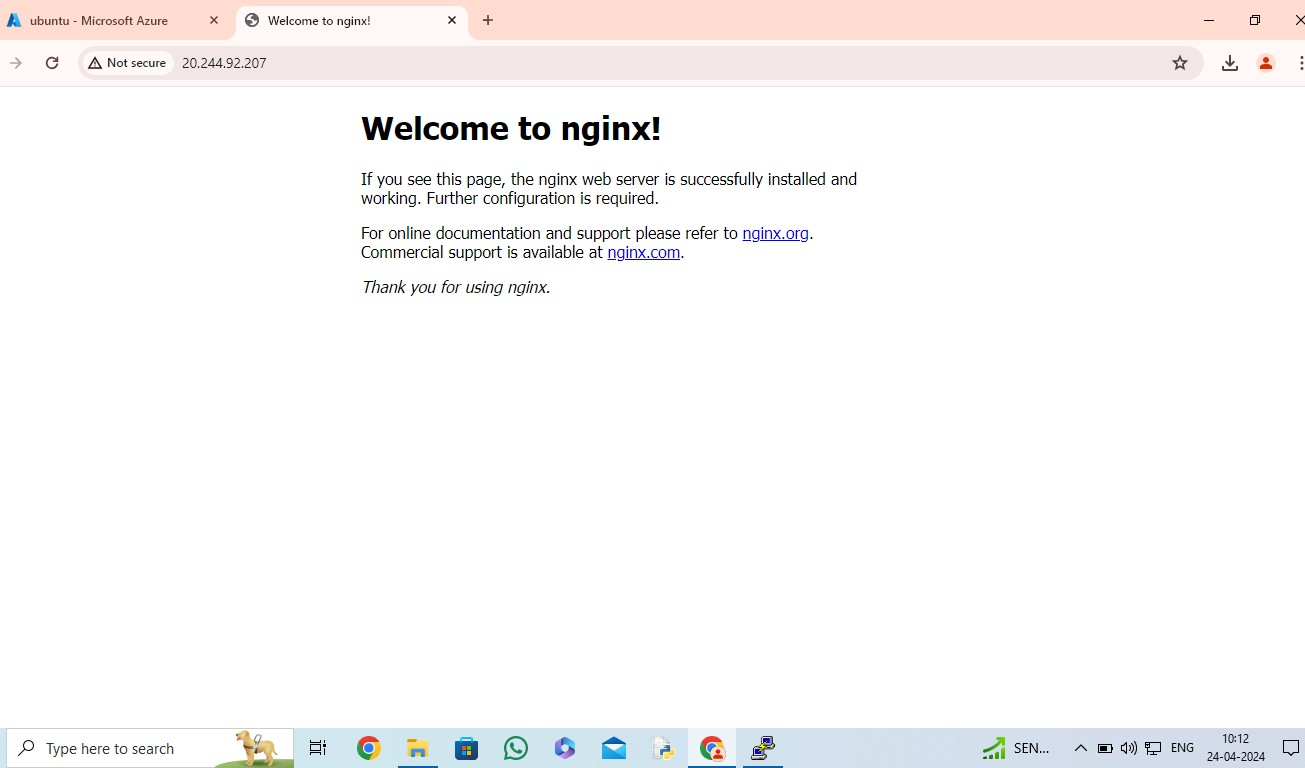 ubuntu - Microsoft Azure
Welcome to nginx!
Not secure
20.244.92.207
Welcome to nginx!
If you see this page, the nginx web server is successfully installed and
working. Further configuration is required.
For online documentation and support please refer to nginx.org.
Commercial support is available at nginx.com.
Thank you for using nginx.
Type here to search
SEN...
ENG
10:12
24-04-2024